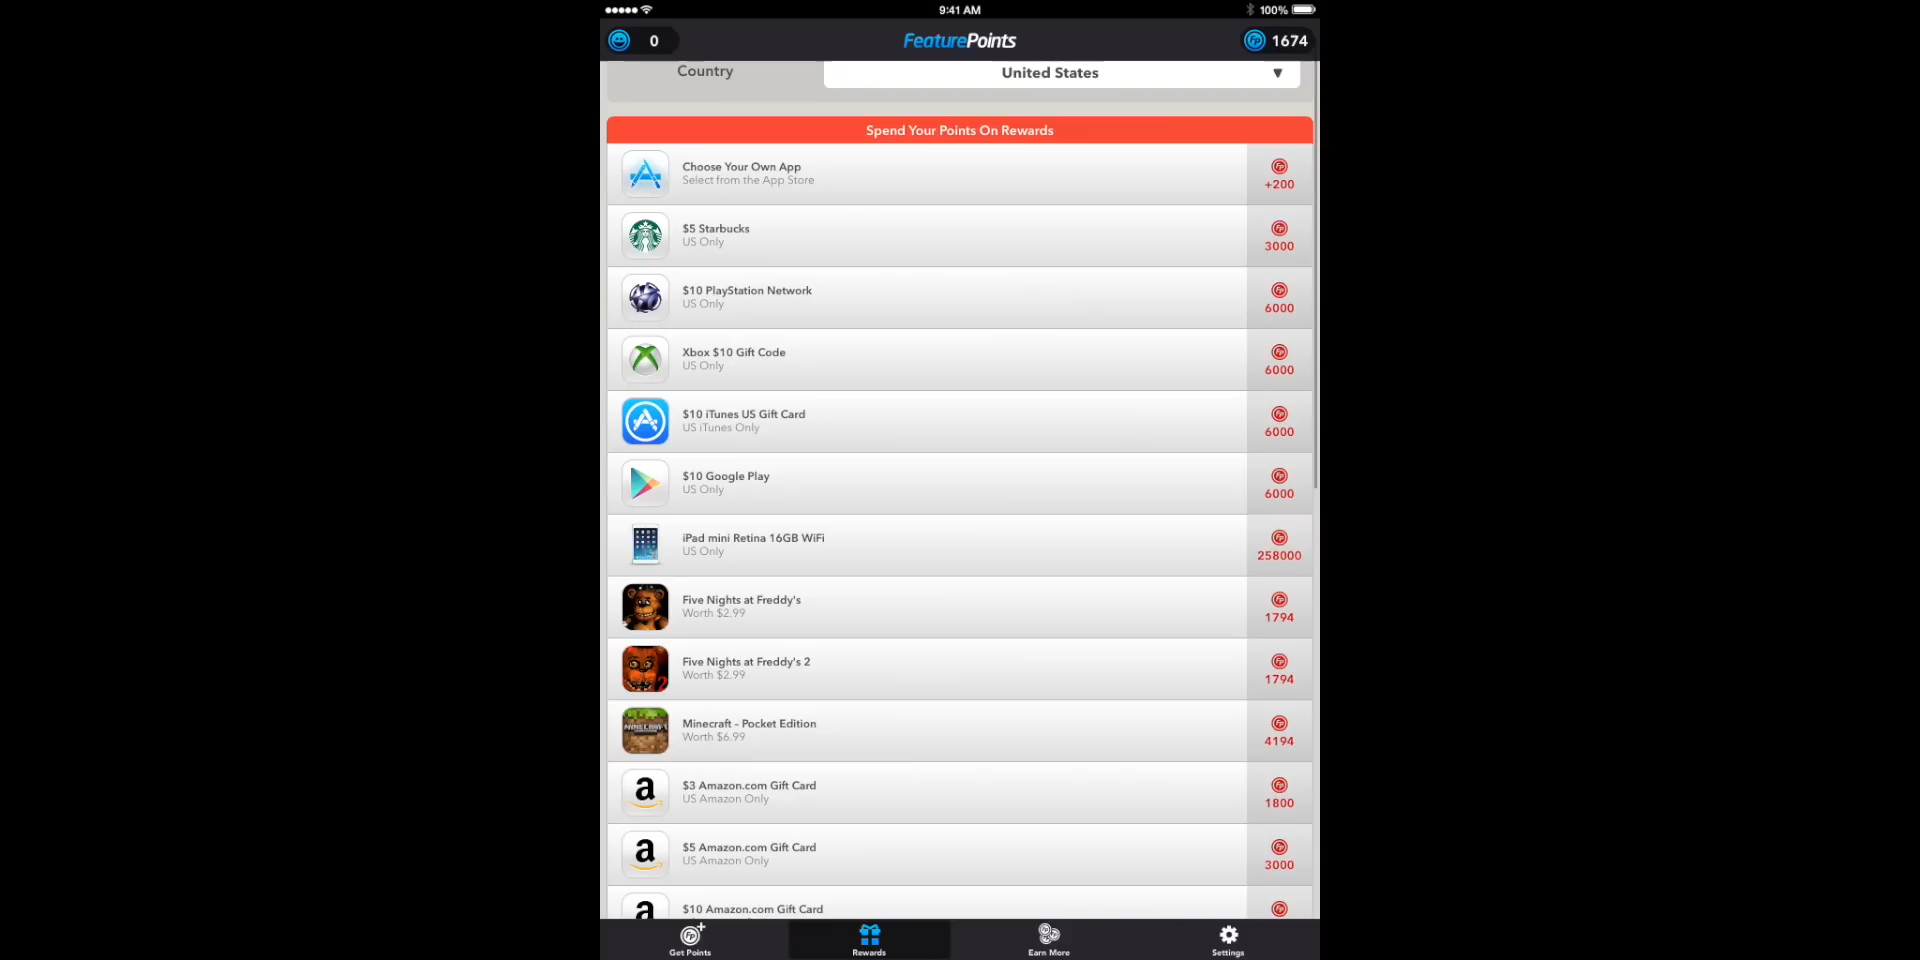 9:41 AM
100%
0
FeaturePoints
1674
Country
United States
Spend Your Points On Rewards
Choose Your Own App
Select from the App Store
+200
$5 Starbucks
US Only
3000
$10 PlayStation Network
US Only
6000
Xbox $10 Gift Code
US Only
6000
$10 iTunes US Gift Card
US iTunes Only
6000
$10 Google Play
US Only
6000
iPad mini Retina 16GB WiFi
US Only
258000
Five Nights at Freddy's
Worth $2.99
1794
Five Nights at Freddy's 2
Worth $2.99
1794
Minecraft - Pocket Edition
Worth $6.99
4194
$3 Amazon.com Gift Card
US Amazon Only
1800
$5 Amazon.com Gift Card
US Amazon Only
3000
$10 Amazon.com Gift Card
Get Points
Rewards
Earn More
Settings